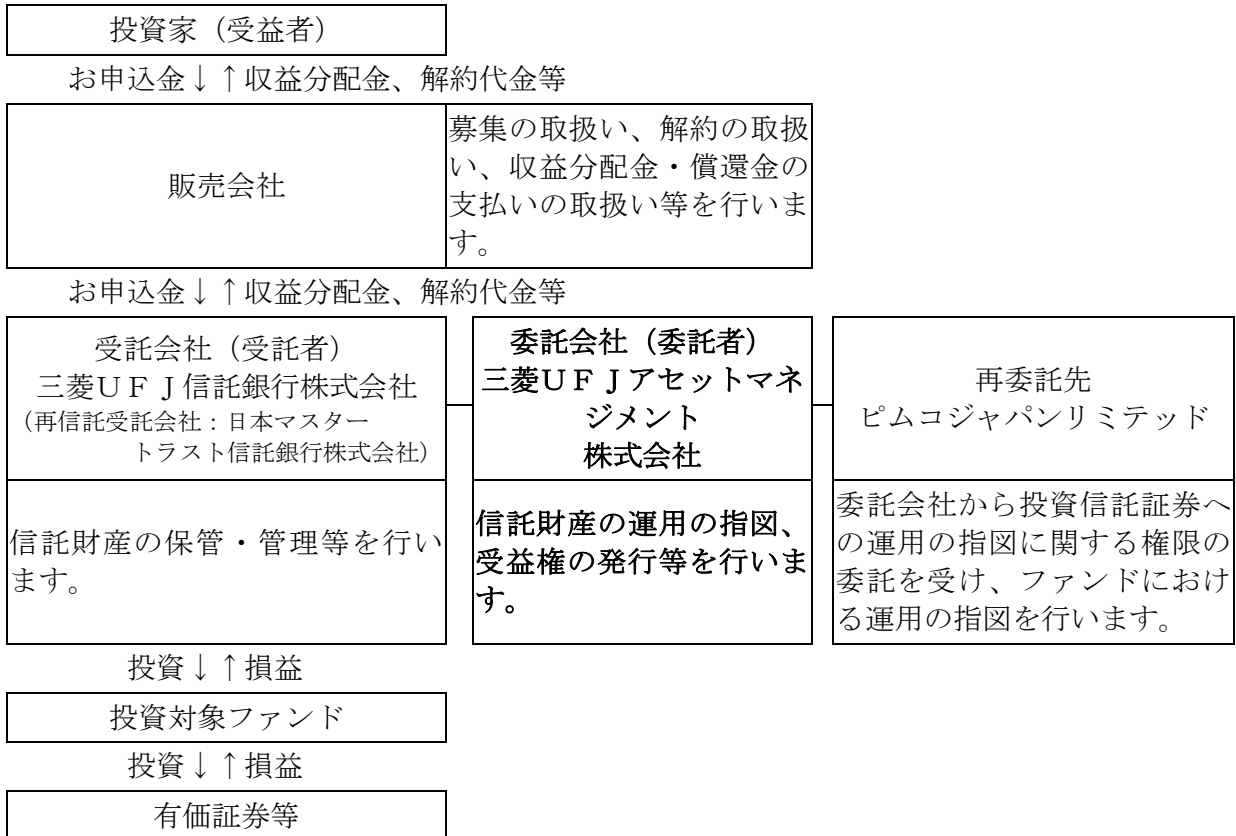 投資家（受益者）
お申込金↓↑収益分配金、解約代金等
販売会社
募集の取扱い、解約の取扱
い、収益分配金・償還金の
支払いの取扱い等を行いま
す。
お申込金↓↑収益分配金、解約代金等
受託会社（受託者）
三菱ＵＦＪ信託銀行株式会社
（再信託受託会社：日本マスター
トラスト信託銀行株式会社）
委託会社（委託者）
三菱ＵＦＪアセットマネ
ジメント
株式会社
再委託先
ピムコジャパンリミテッド
信託財産の保管・管理等を行い
ます。
信託財産の運用の指図、
受益権の発行等を行いま
す。
委託会社から投資信託証券へ
の運用の指図に関する権限の
委託を受け、ファンドにおけ
る運用の指図を行います。
投資↓↑損益
投資対象ファンド
投資↓↑損益
有価証券等